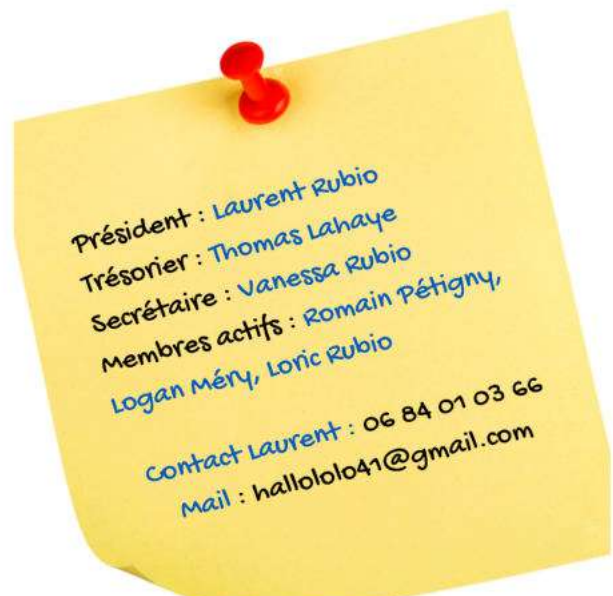 Président : Laurent Rubio
Trésorier : Thomas Lahaye
Secrétaire : Vanessa Rubio
Membres actifs : Romain Pétigny,
Logan Méry, Loric Rubio
Contact Laurent : 06 84 01 03 66
Mail : hallololo41@gmail.com